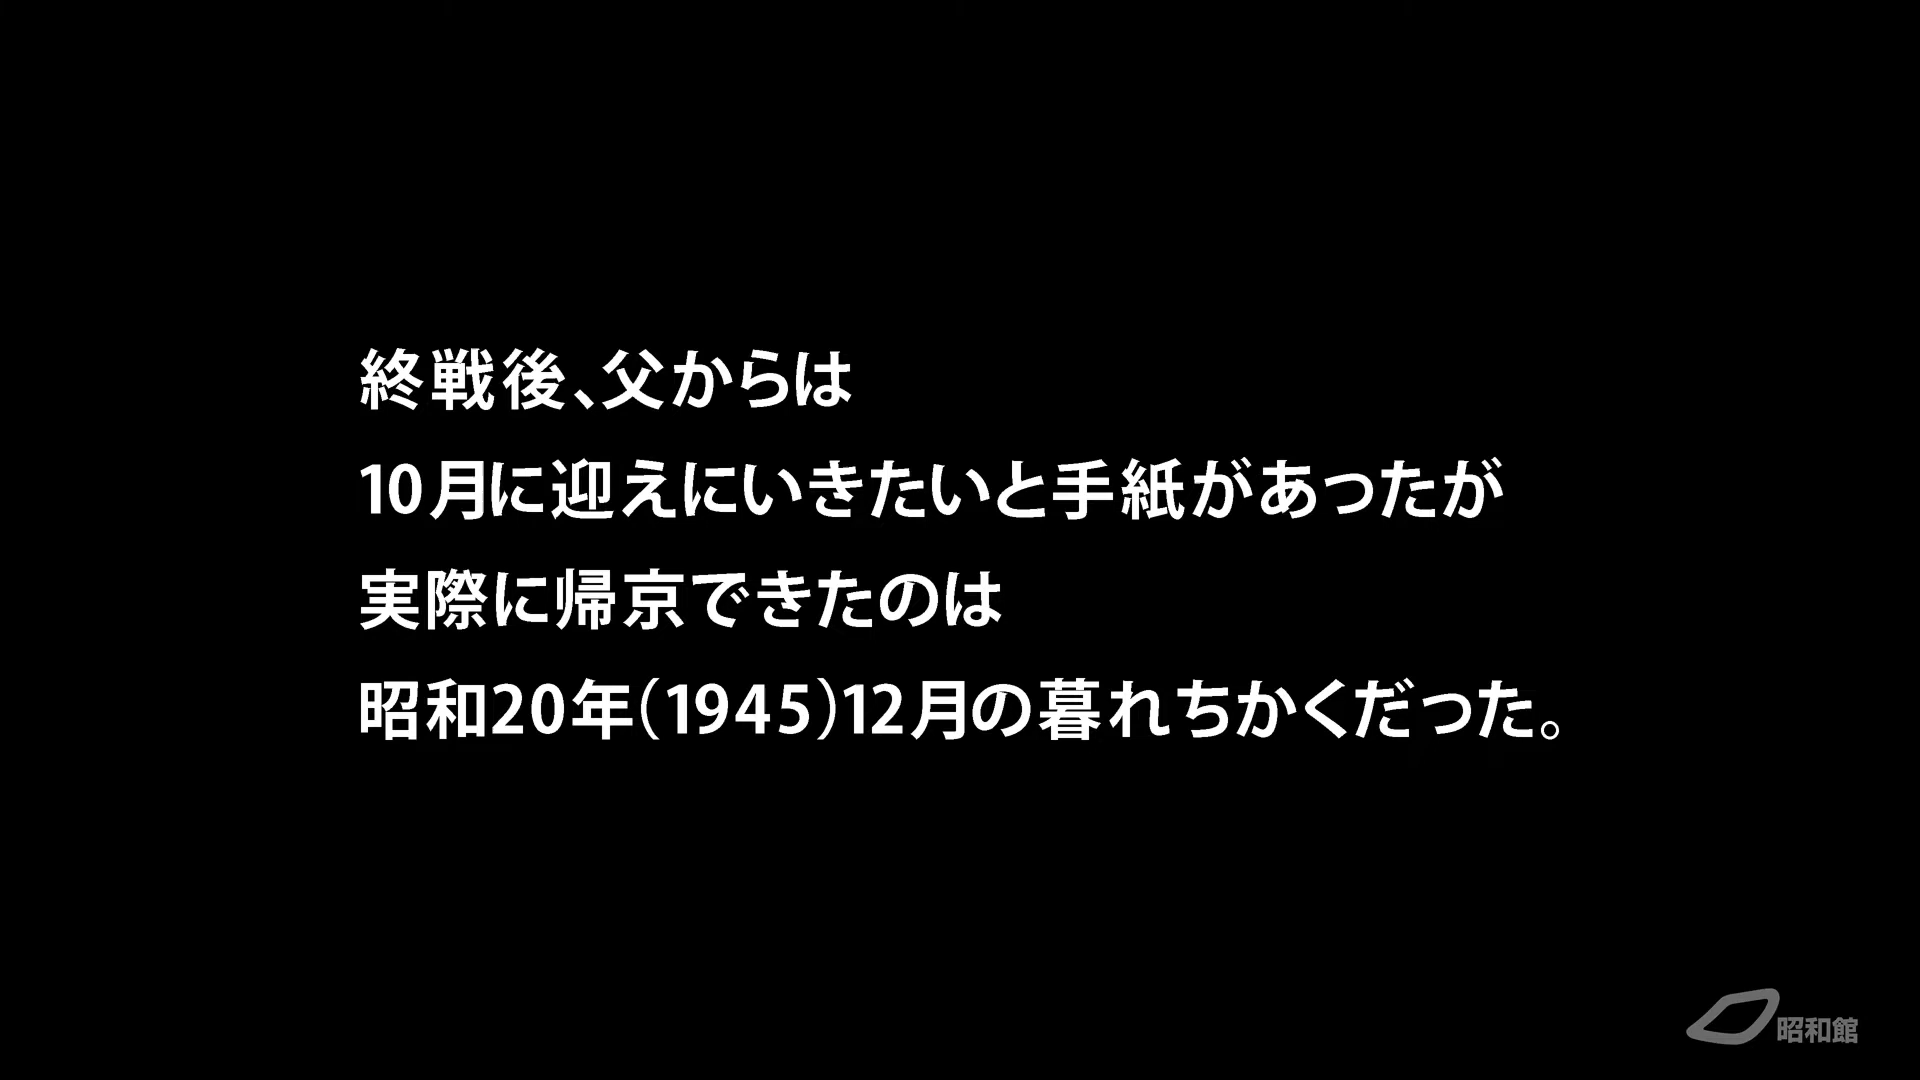 終戦後、父からは
10月に迎えにいきたいと手紙があったが
実際に帰京できたのは
昭和20年(1945)12月の暮れちかくだった。
昭和館